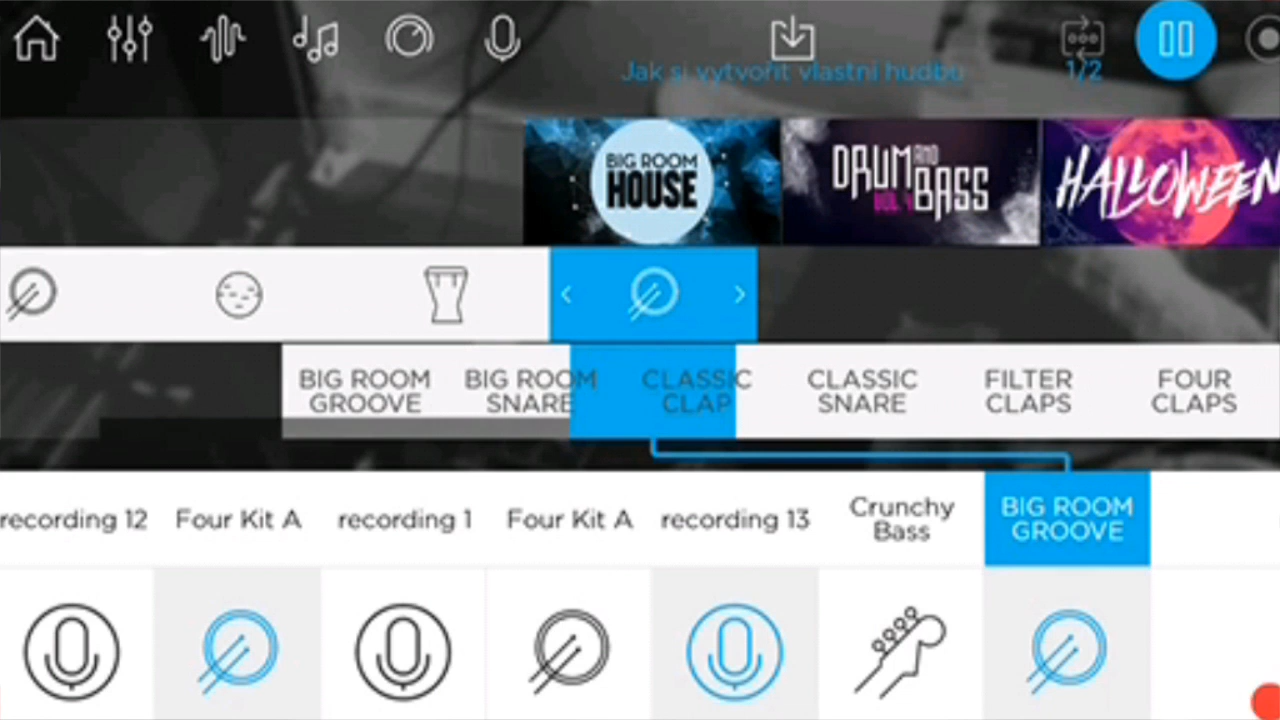 Jak si vytvořit vlastní hudbu
1/2
BIG ROOM
HOUSE
DRUM AND
BASS
VOL 1
HALLOWEEN
BIG ROOM
GROOVE
BIG ROOM
SNARE
CLASSIC
CLAP
CLASSIC
SNARE
FILTER
CLAPS
FOUR
CLAPS
recording 12
Four Kit A
recording 1
Four Kit A
recording 13
Crunchy
Bass
BIG ROOM
GROOVE